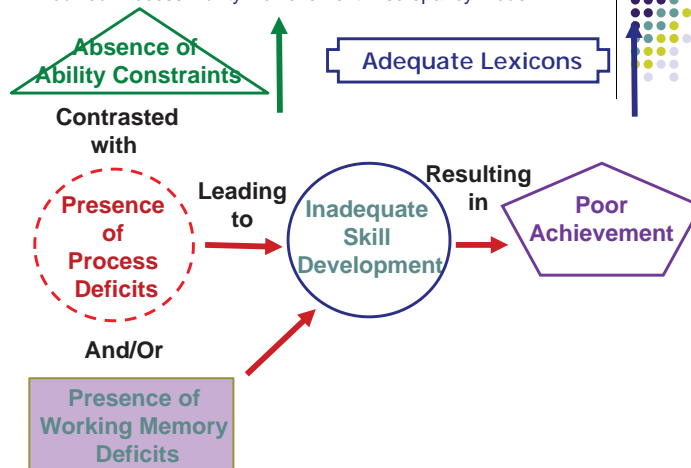 Absence of
Ability Constraints
Adequate Lexicons
Contrasted
with
Presence
of
Process
Deficits
Leading
to
Inadequate
Skill
Development
Resulting
in
Poor
Achievement
And/Or
Presence of
Working Memory
Deficits